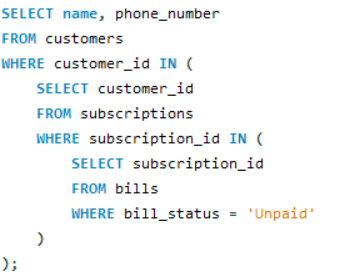 SELECT name, phone_number
FROM customers
WHERE customer_id IN (
    SELECT customer_id
    FROM subscriptions
    WHERE subscription_id IN (
        SELECT subscription_id
        FROM bills
        WHERE bill_status = 'Unpaid'
    )
);